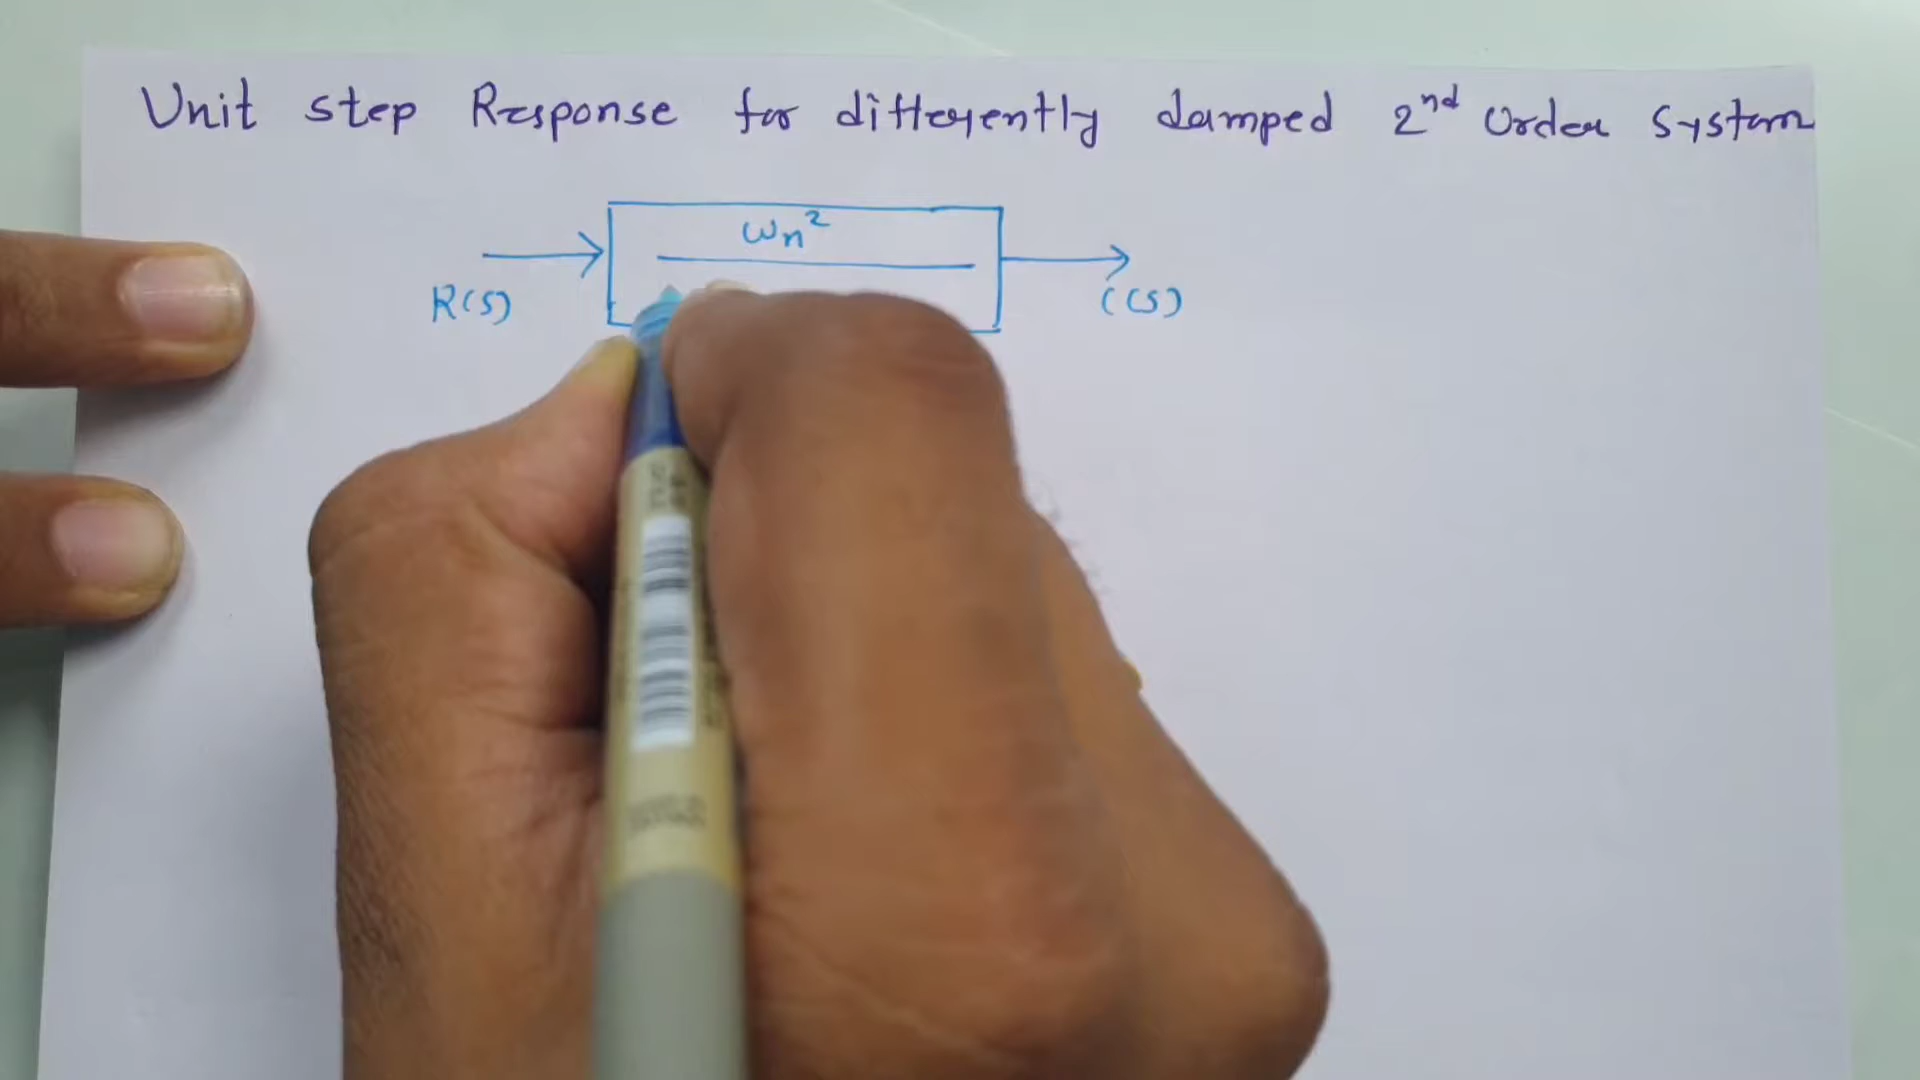 Unit step Response for differently damped 2nd Order System
ωn²
R(S)
C(S)